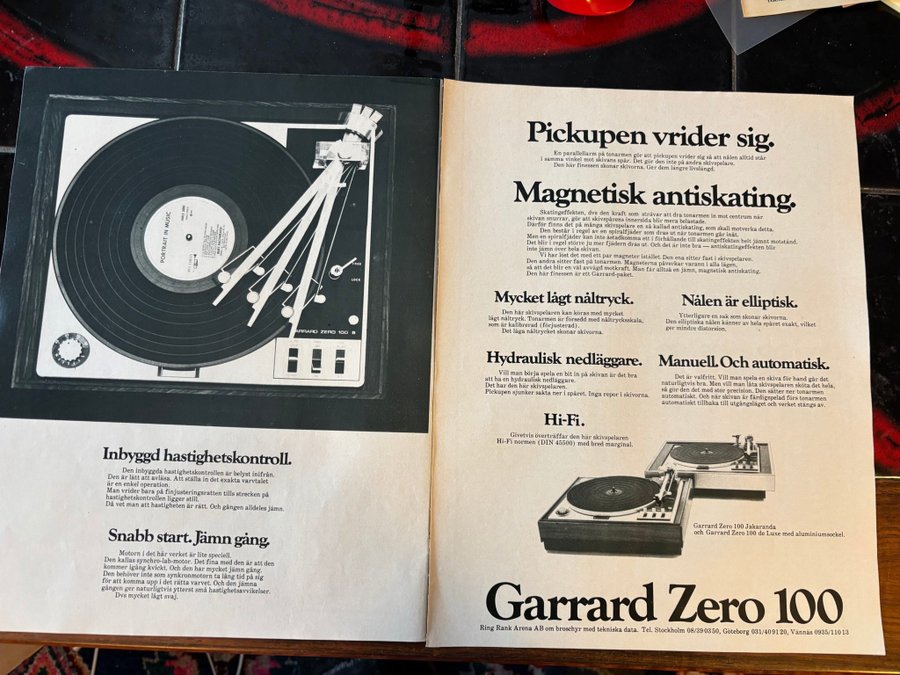 PORTRAIT IN MUSIC
GARRARD ZERO 100 S
Inbyggd hastighetskontroll.
Den inbyggda hastighetskontrollen är belyst inifrån.
Den är lätt att avläsa. Att ställa in det exakta varvtalet
är en enkel operation.
Man vrider bara på finjusteringsratten tills strecken på
hastighetskontrollen ligger still.
Då vet man att hastigheten är rätt. Och gången alldeles jämn.
Snabb start. Jämn gång.
Motorn i det här verket är lite speciell.
Den kallas synchro-lab-motor. Det fina med den är att den
kommer igång kvickt. Och den har mycket jämn gång.
Den behöver inte som synkronmotorn ta lång tid på sig
för att komma upp i det rätta varvet. Och den jämna
gången ger naturligtvis ytterst små hastighetsavvikelser.
Dvs mycket lågt svaj.
Pickupen vrider sig.
En parallellarm på tonarmen gör att pickupen vrider sig så att nålen alltid står
i samma vinkel mot skivans spår. Det gör den inte på andra skivspelare.
Den här finessen skonar skivorna. Ger dem längre livslängd.
Magnetisk antiskating.
Skatingeffekten, dvs den kraft som strävar att dra tonarmen in mot centrum när
skivan snurrar, gör att skivspårens innersida blir mera belastade.
Därför finns det på många skivspelare en så kallad antiskating, som skall motverka detta.
Den består i regel av en spiralfjäder som dras ut när tonarmen går inåt.
Man en spiralfjäder kan inte åstadkomma ett i förhållande till skatingeffekten helt jämnt motstånd.
Det blir i regel större ju mer fjädern dras ut. Och det är inte bra — antiskatingeffekten blir
inte jämn över hela skivan.
Vi har löst det med ett par magneter istället. Den ena sitter fast i skivspelaren.
Den andra sitter fast på tonarmen. Magneterna påverkar varann i alla lägen,
så att det blir en väl avvägd motkraft. Man får alltså en jämn, magnetisk antiskating.
Den här finessen är ett Garrard-paket.
Mycket lågt nåltryck.
Den här skivspelaren kan köras med mycket
lågt nåltryck. Tonarmen är försedd med nåltrycksskala,
som är kalibrerad (förjusterad).
Det låga nåltrycket skonar skivorna.
Nålen är elliptisk.
Ytterligare en sak som skonar skivorna.
Den elliptiska nålen känner av hela spåret exakt, vilket
ger mindre distorsion.
Hydraulisk nedläggare.
Vill man börja spela en bit in på skivan är det bra
att ha en hydraulisk nedläggare.
Det har den här skivspelaren.
Pickupen sjunker sakta ner i spåret. Inga repor i skivorna.
Manuell. Och automatisk.
Det är valfritt. Vill man spela en skiva för hand går det
naturligtvis bra. Men vill man låta skivspelaren sköta det hela,
så gör den det med stor precision. Den sätter ner tonarmen
automatiskt. Och när skivan är färdigspelad förs tonarmen
automatiskt tillbaka till utgångsläget och verket stängs av.
Hi-Fi.
Givetvis överträffar den här skivspelaren
Hi-Fi normen (DIN 45500) med bred marginal.
Garrard Zero 100 Jakaranda
och Garrard Zero 100 de Luxe med aluminiumsockel.
Garrard Zero 100
Ring Rank Arena AB om broschyr med tekniska data. Tel. Stockholm 08/39 03 50, Göteborg 031/40 91 20, Vännäs 0935/110 13